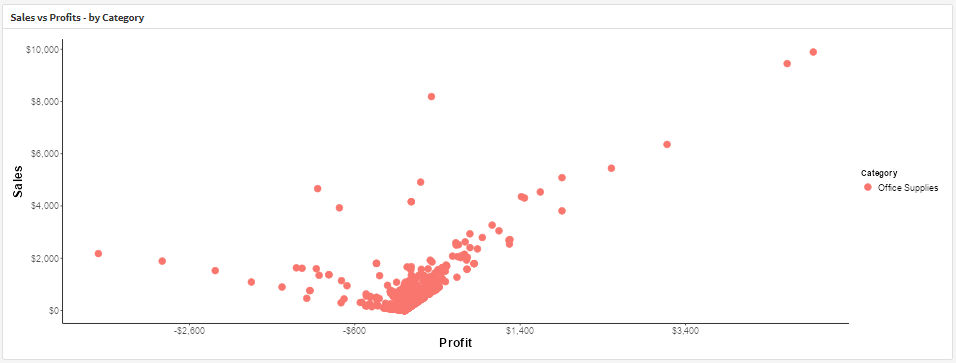 Sales vs Profits - by Category
$10,000
$8,000
$6,000
$4,000
$2,000
$0
Sales
-$2,600
-$600
$1,400
$3,400
Profit
Category
Office Supplies